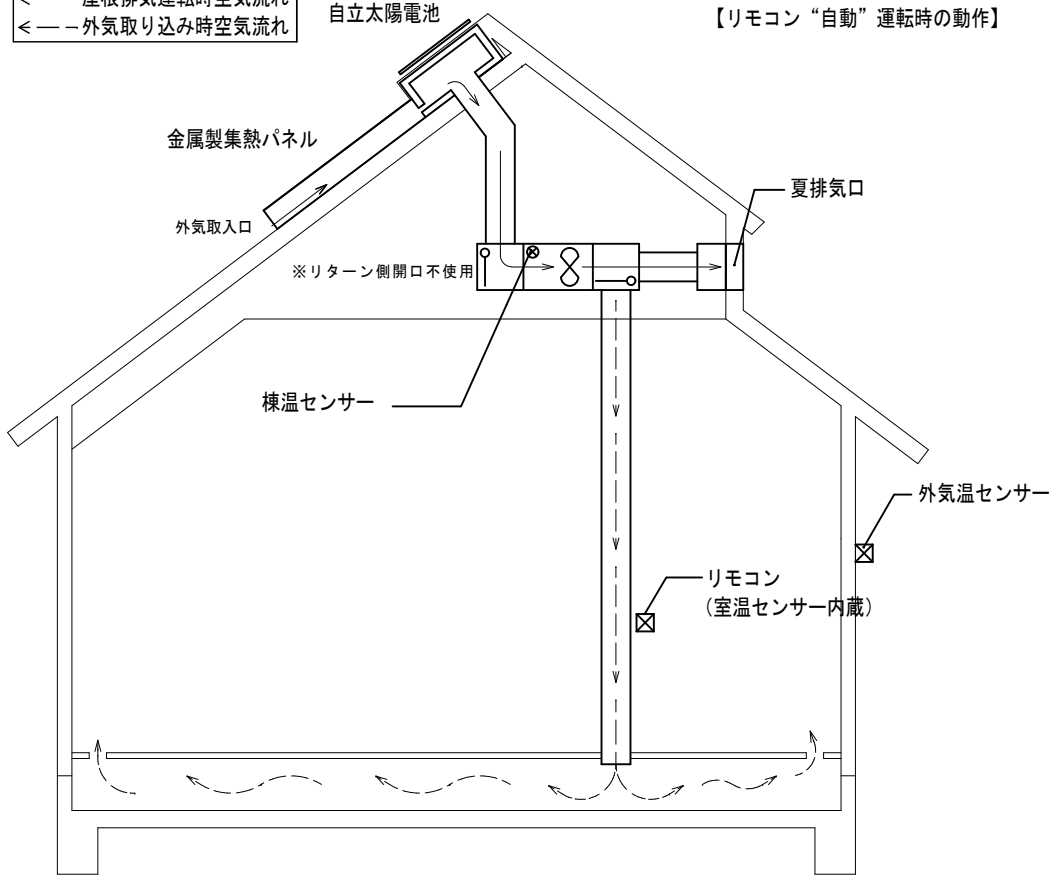 屋根排気運転時空気流れ
外気取り込み時空気流れ
自立太陽電池
【リモコン“自動”運転時の動作】
金属製集熱パネル
外気取入口
夏排気口
※リターン側開口不使用
棟温センサー
外気温センサー
リモコン
（室温センサー内蔵）